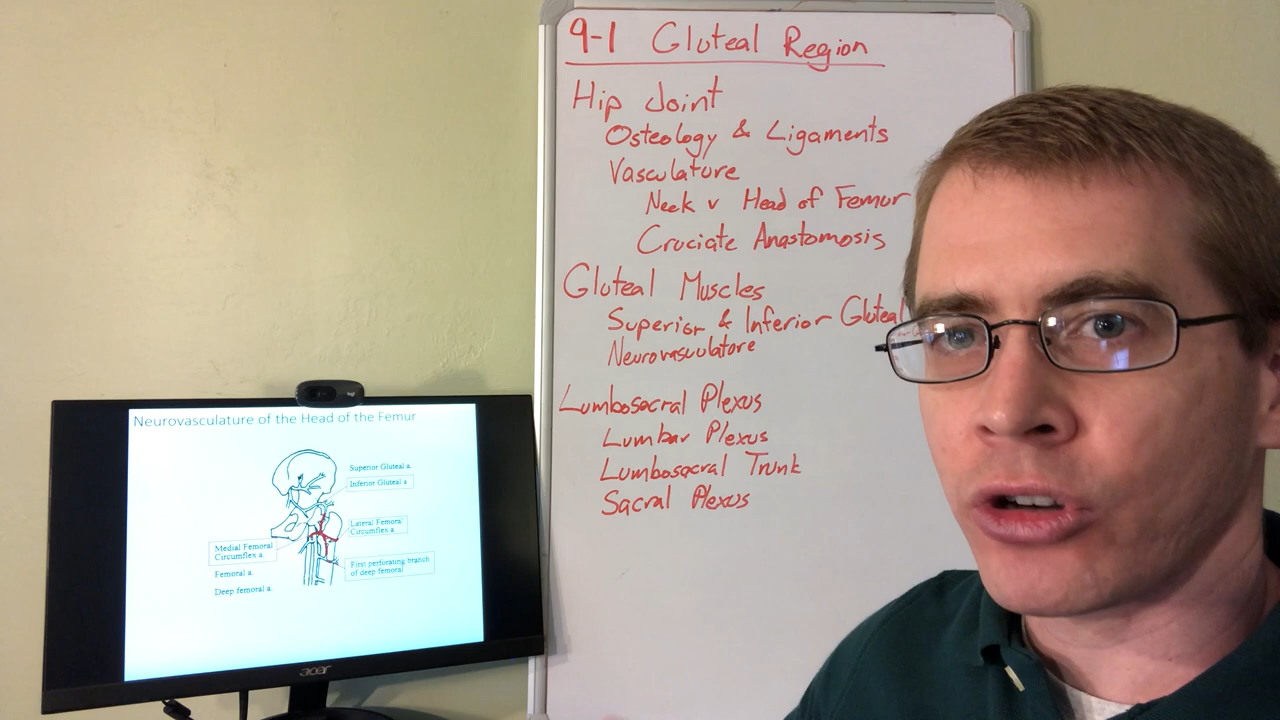 9-1 Gluteal Region
Hip Joint
Osteology & Ligaments
Vasculature
Neck v Head of Femur
Cruciate Anastomosis
Gluteal Muscles
Superior & Inferior Gluteal
Neurovasculature
Lumbosacral Plexus
Lumbar Plexus
Lumbosacral Trunk
Sacral Plexus
Neurovasculature of the Head of the Femur
Superior Gluteal a.
Inferior Gluteal a
Lateral Femoral
Circumflex a.
Medial Femoral
Circumflex a.
First perforating branch
of deep femoral
Femoral a.
Deep femoral a.
acer